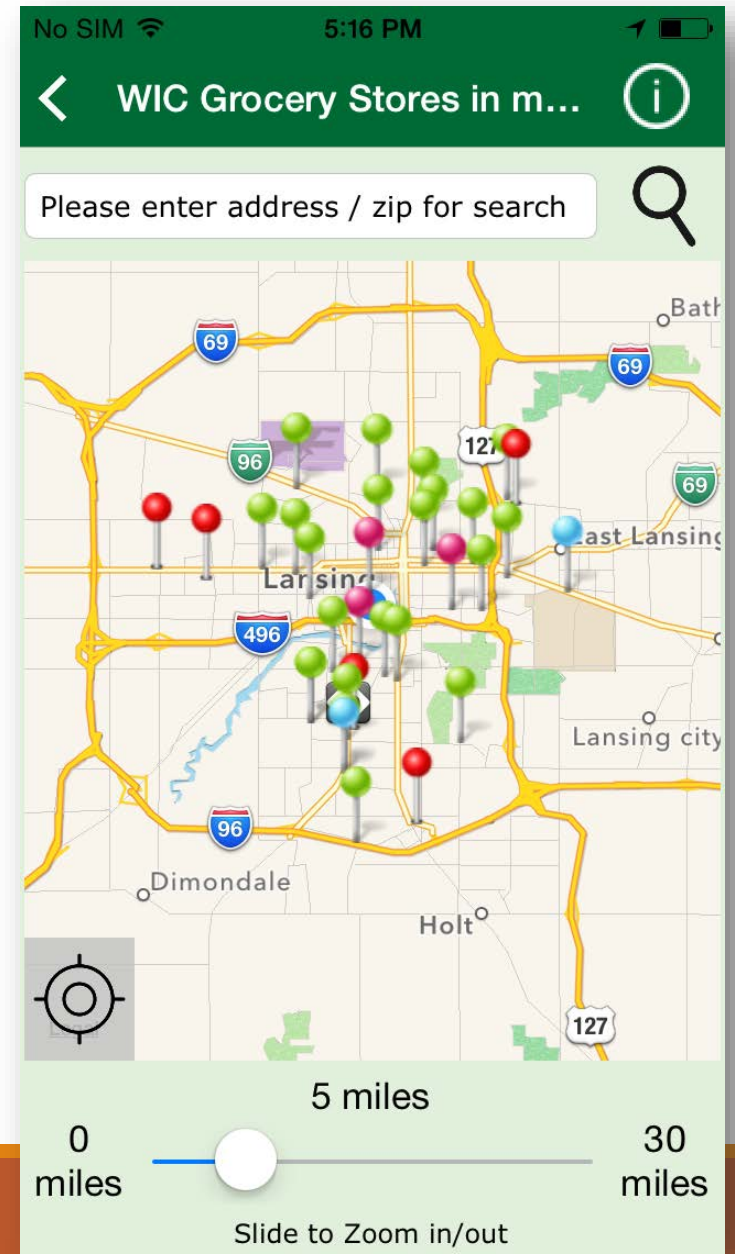 No SIM 5:16 PM
WIC Grocery Stores in m...
Please enter address / zip for search
69
69
127
96
69
East Lansing
Lansing
496
Lansing city
96
Dimondale
Holt
127
5 miles
0 miles
30 miles
Slide to Zoom in/out